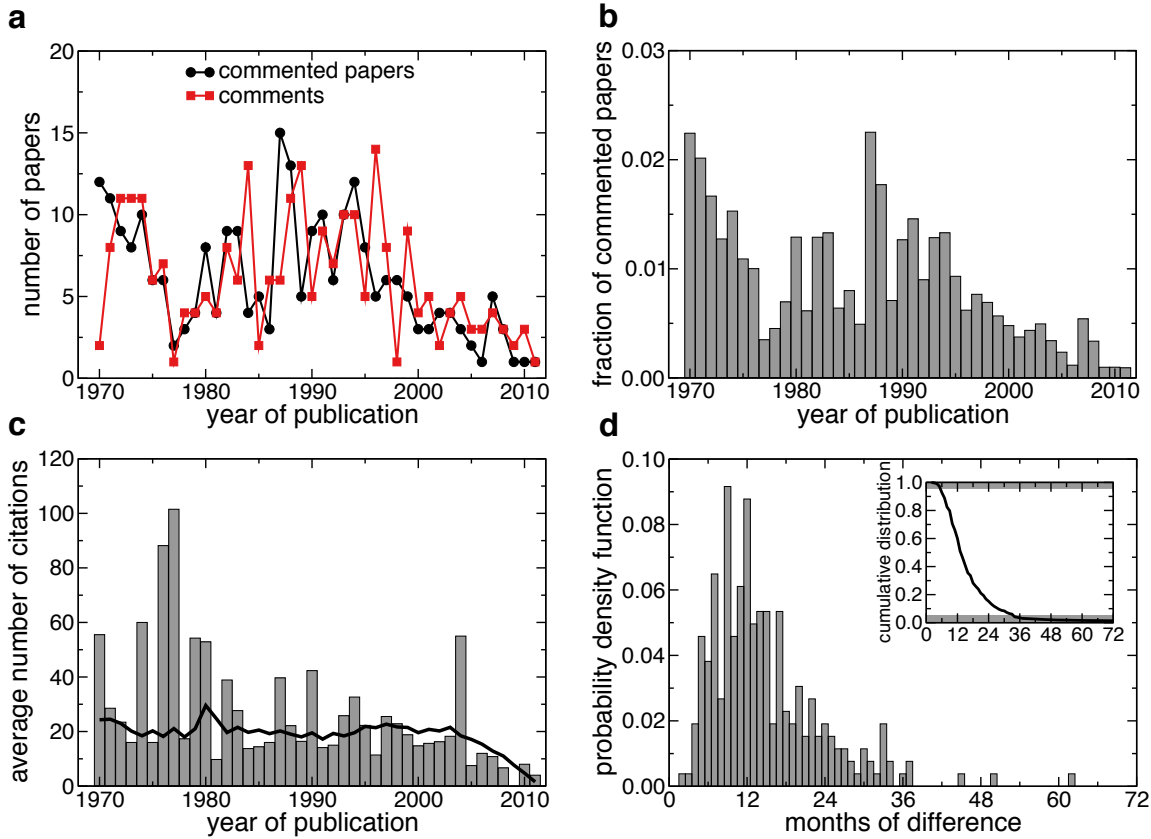 a
20
15
10
5
0
number of papers
commented papers
comments
1970 1980 1990 2000 2010
year of publication
b
0.03
0.02
0.01
0.00
fraction of commented papers
1970 1980 1990 2000 2010
year of publication
c
120
100
80
60
40
20
0
average number of citations
1970 1980 1990 2000 2010
year of publication
d
0.10
0.08
0.06
0.04
0.02
0.00
probability density function
0 12 24 36 48 60 72
months of difference
1.0
0.8
0.6
0.4
0.2
0.0
cumulative distribution
0 12 24 36 48 60 72